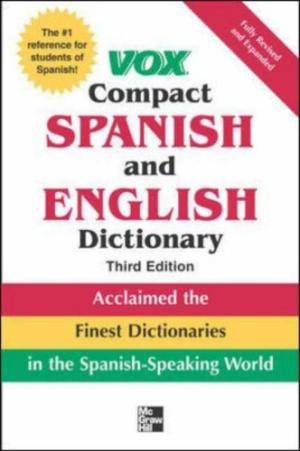 The #1
reference for
students of
Spanish!
Fully Revised
and Expanded
VOX
Compact
SPANISH
and
ENGLISH
Dictionary
Third Edition
Acclaimed the
Finest Dictionaries
in the Spanish-Speaking World
Mc
Graw
Hill